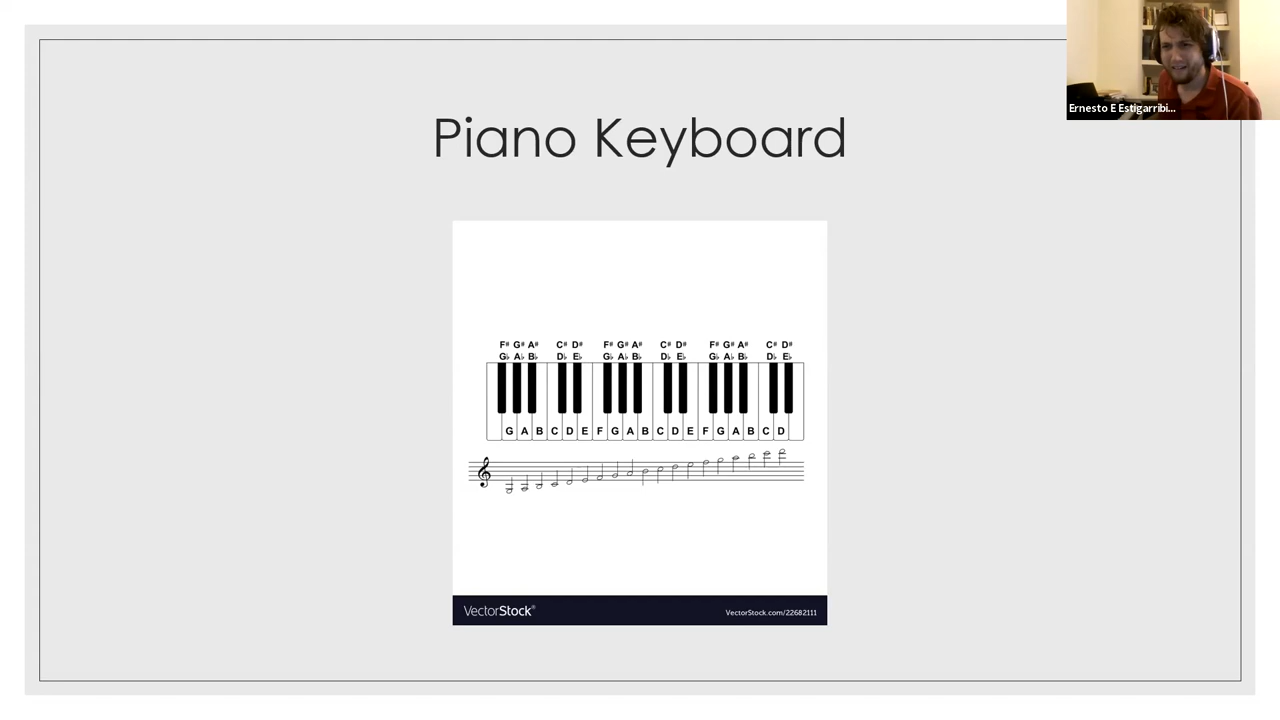 Ernesto E Estigarribi...
Piano Keyboard
F# G# A# C# D# F# G# A# C# D# F# G# A# C# D#
G♭ A♭ B♭ D♭ E♭ G♭ A♭ B♭ D♭ E♭ G♭ A♭ B♭ D♭ E♭
G A B C D E F G A B C D E F G A B C D
VectorStock®
VectorStock.com/22682111